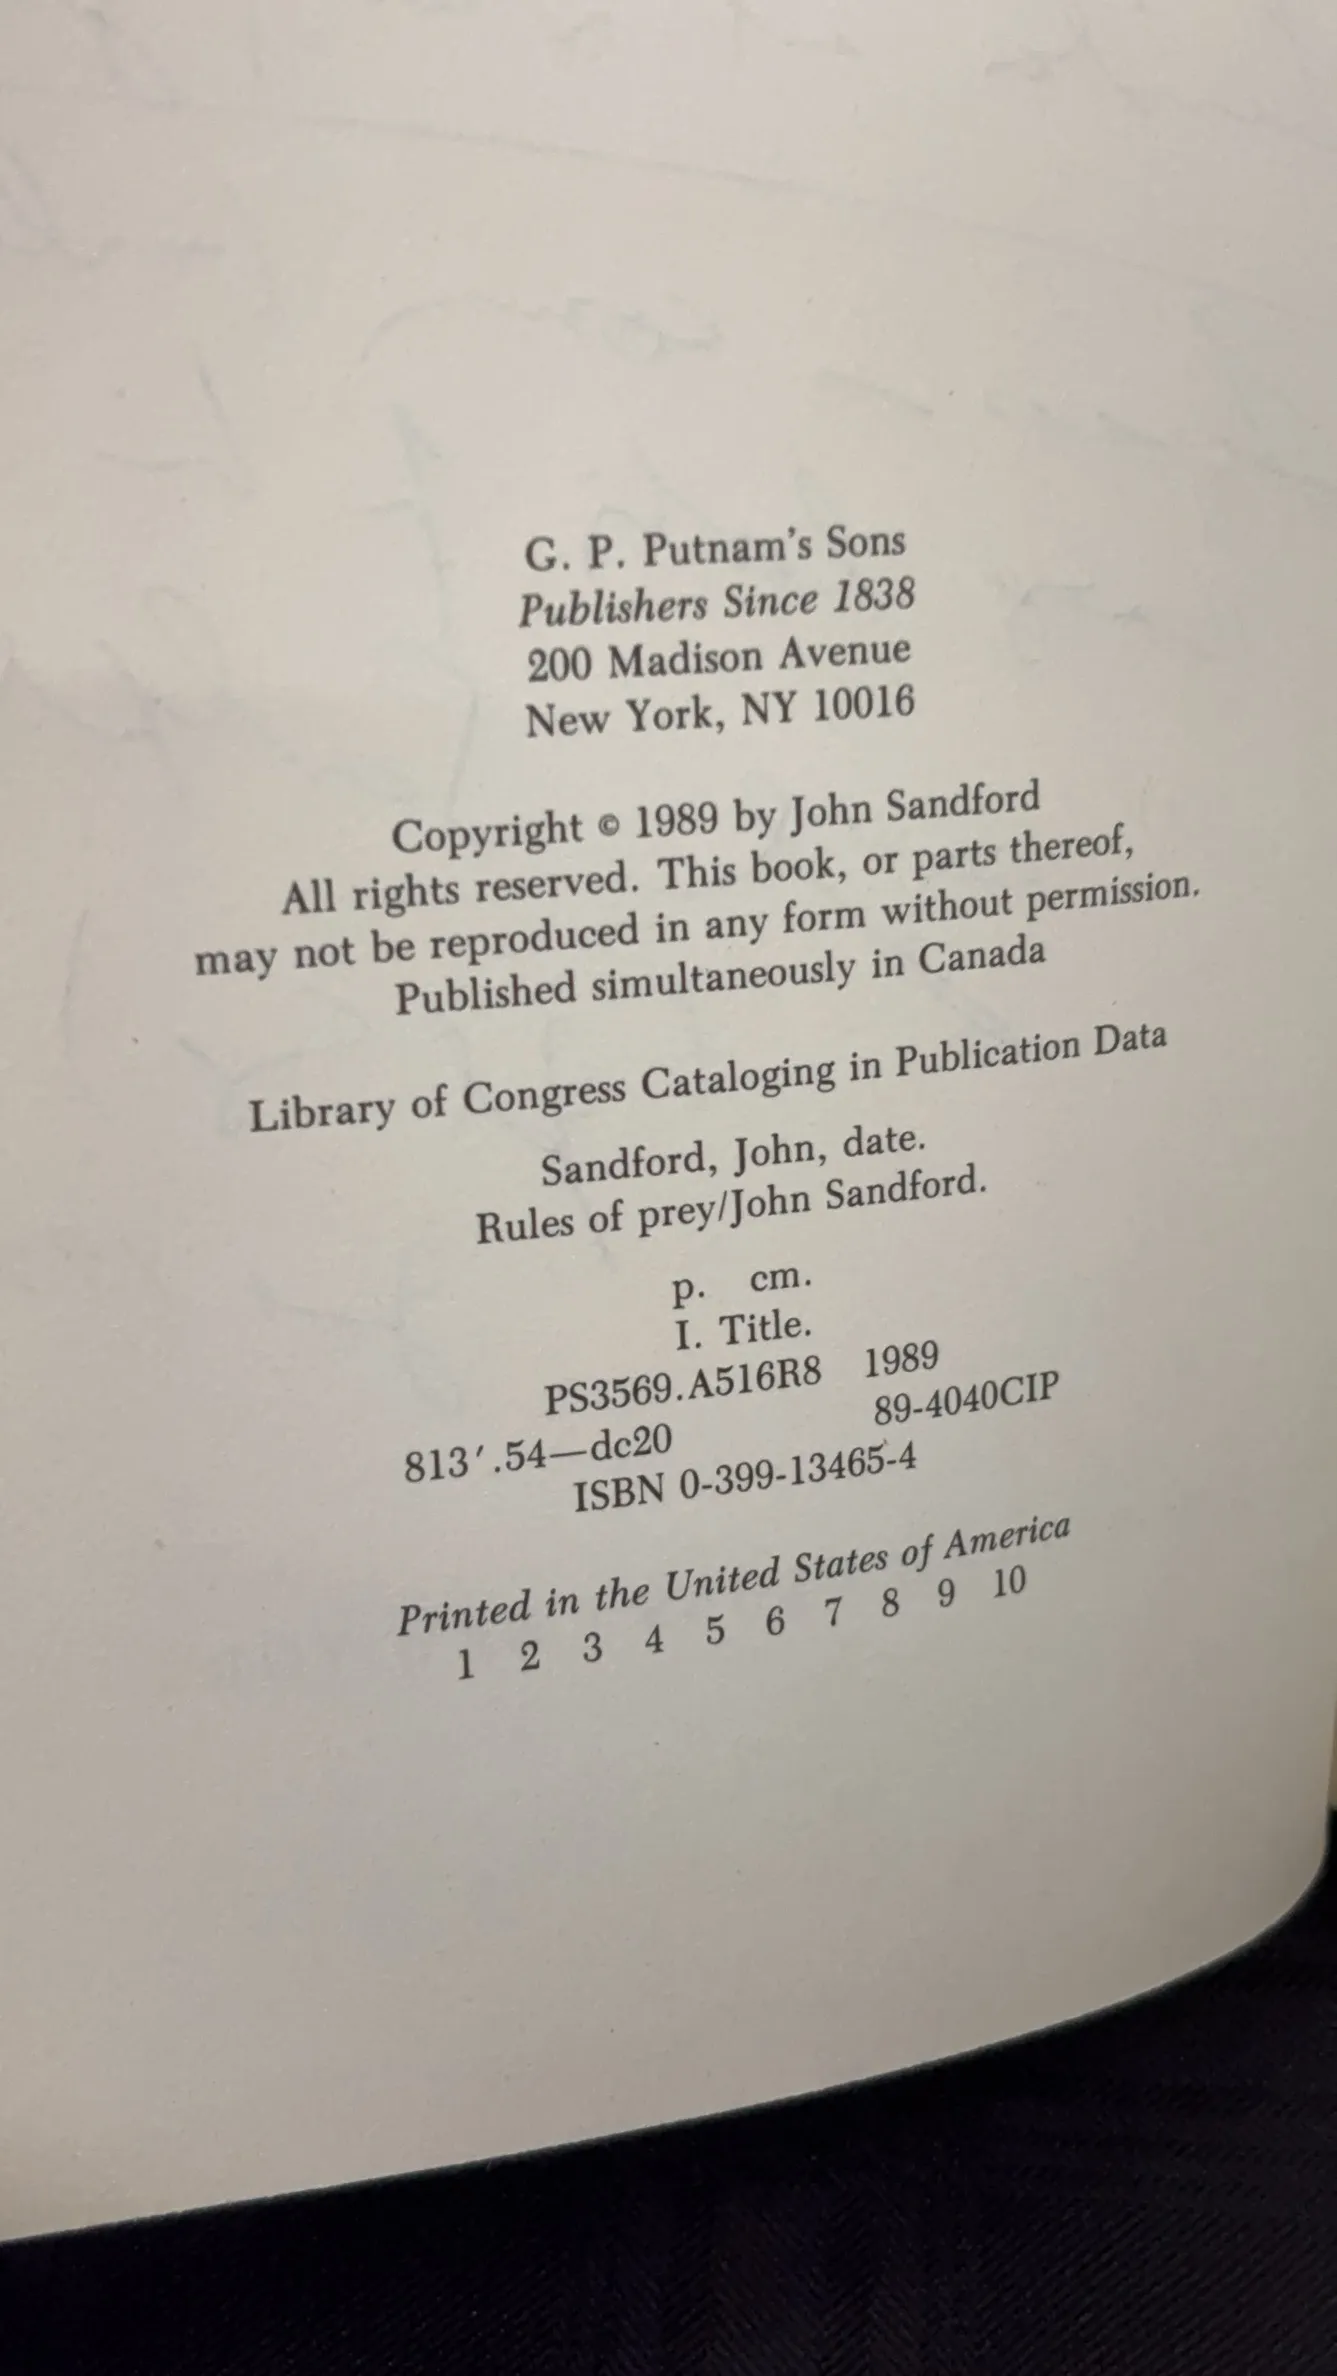 G. P. Putnam's Sons
Publishers Since 1838
200 Madison Avenue
New York, NY 10016
Copyright © 1989 by John Sandford
All rights reserved. This book, or parts thereof,
may not be reproduced in any form without permission.
Published simultaneously in Canada
Library of Congress Cataloging in Publication Data
Sandford, John, date.
Rules of prey/John Sandford.
p. cm.
I. Title.
PS3569.A516R8 1989
813′.54—dc20 89-4040CIP
ISBN 0-399-13465-4
Printed in the United States of America
1 2 3 4 5 6 7 8 9 10